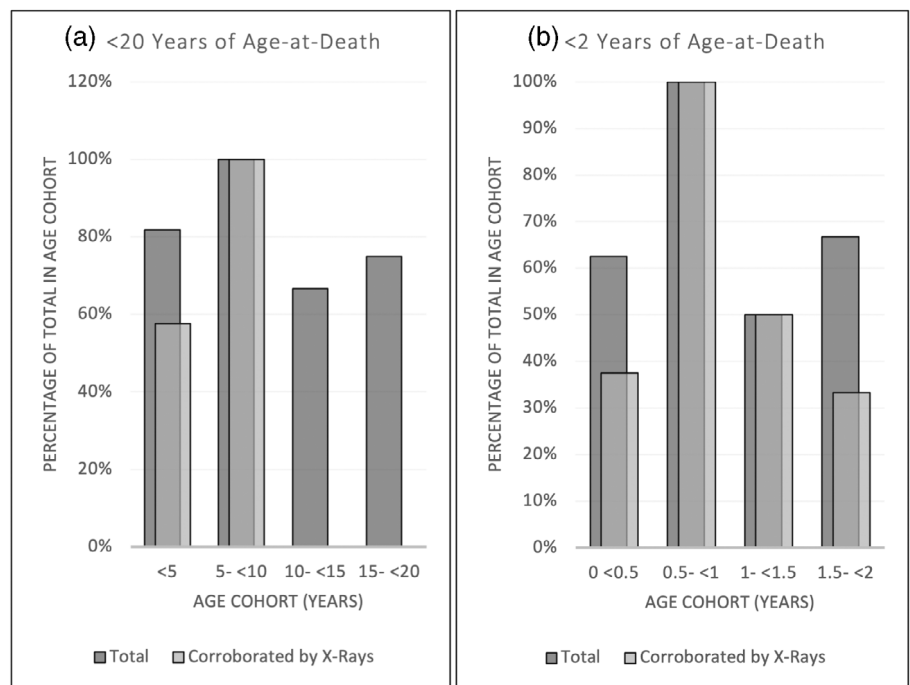 (a) <20 Years of Age-at-Death
PERCENTAGE OF TOTAL IN AGE COHORT
120%
100%
80%
60%
40%
20%
0%
<5 5- <10 10- <15 15- <20
AGE COHORT (YEARS)
Total Corroborated by X-Rays
(b) <2 Years of Age-at-Death
PERCENTAGE OF TOTAL IN AGE COHORT
100%
90%
80%
70%
60%
50%
40%
30%
20%
10%
0%
0 <0.5 0.5- <1 1- <1.5 1.5- <2
AGE COHORT (YEARS)
Total Corroborated by X-Rays